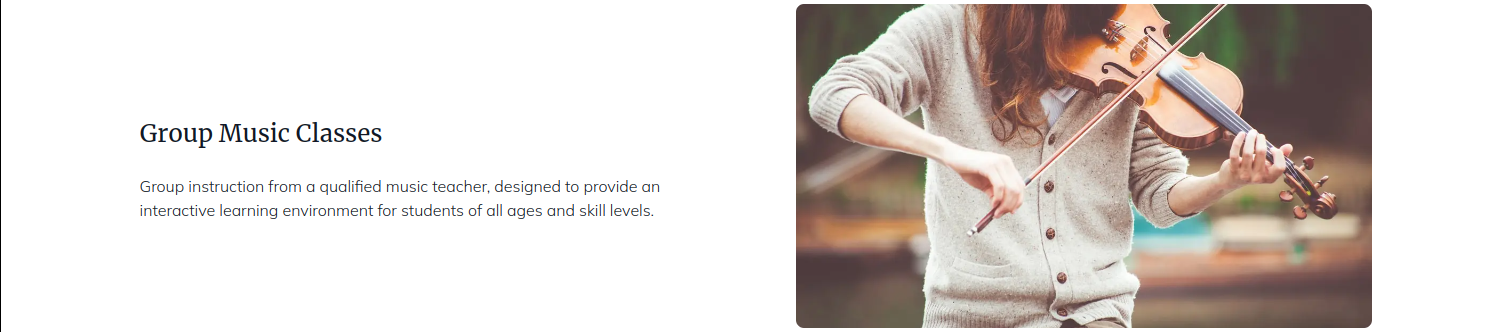 Group Music Classes
Group instruction from a qualified music teacher, designed to provide an
interactive learning environment for students of all ages and skill levels.